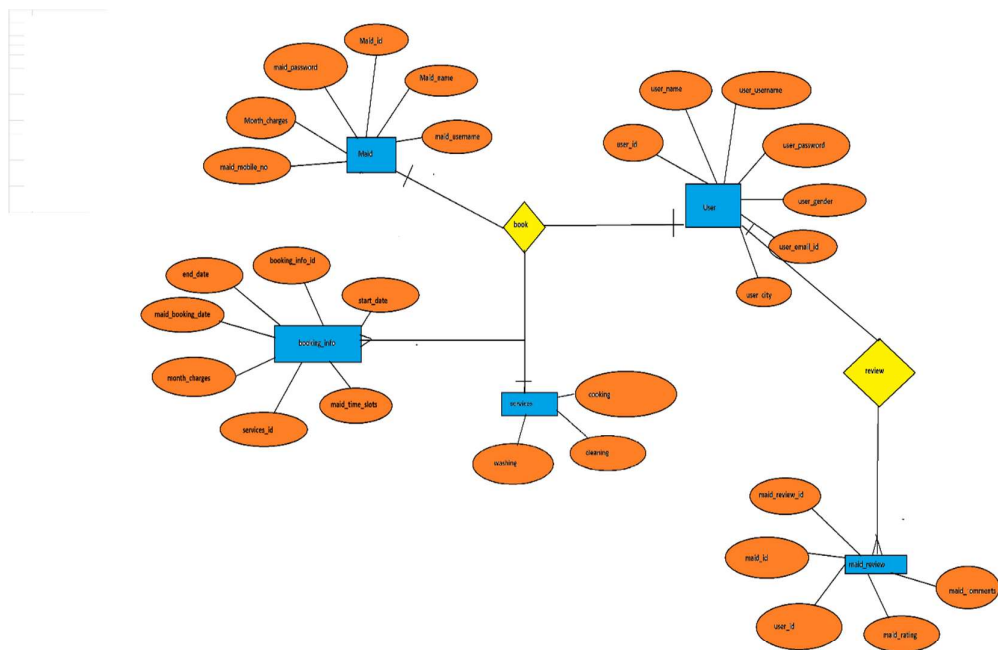 Maid_id
maid_password
Maid_name
Month_charges
maid_username
maid_mobile_no
Maid
user_name
user_username
user_id
user_password
user_gender
User
user_email_id
user_city
book
booking_info_id
end_date
start_date
maid_booking_date
booking_info
month_charges
maid_time_slots
services_id
services
cooking
cleaning
washing
review
maid_review_id
maid_id
maid_review
user_id
maid_rating